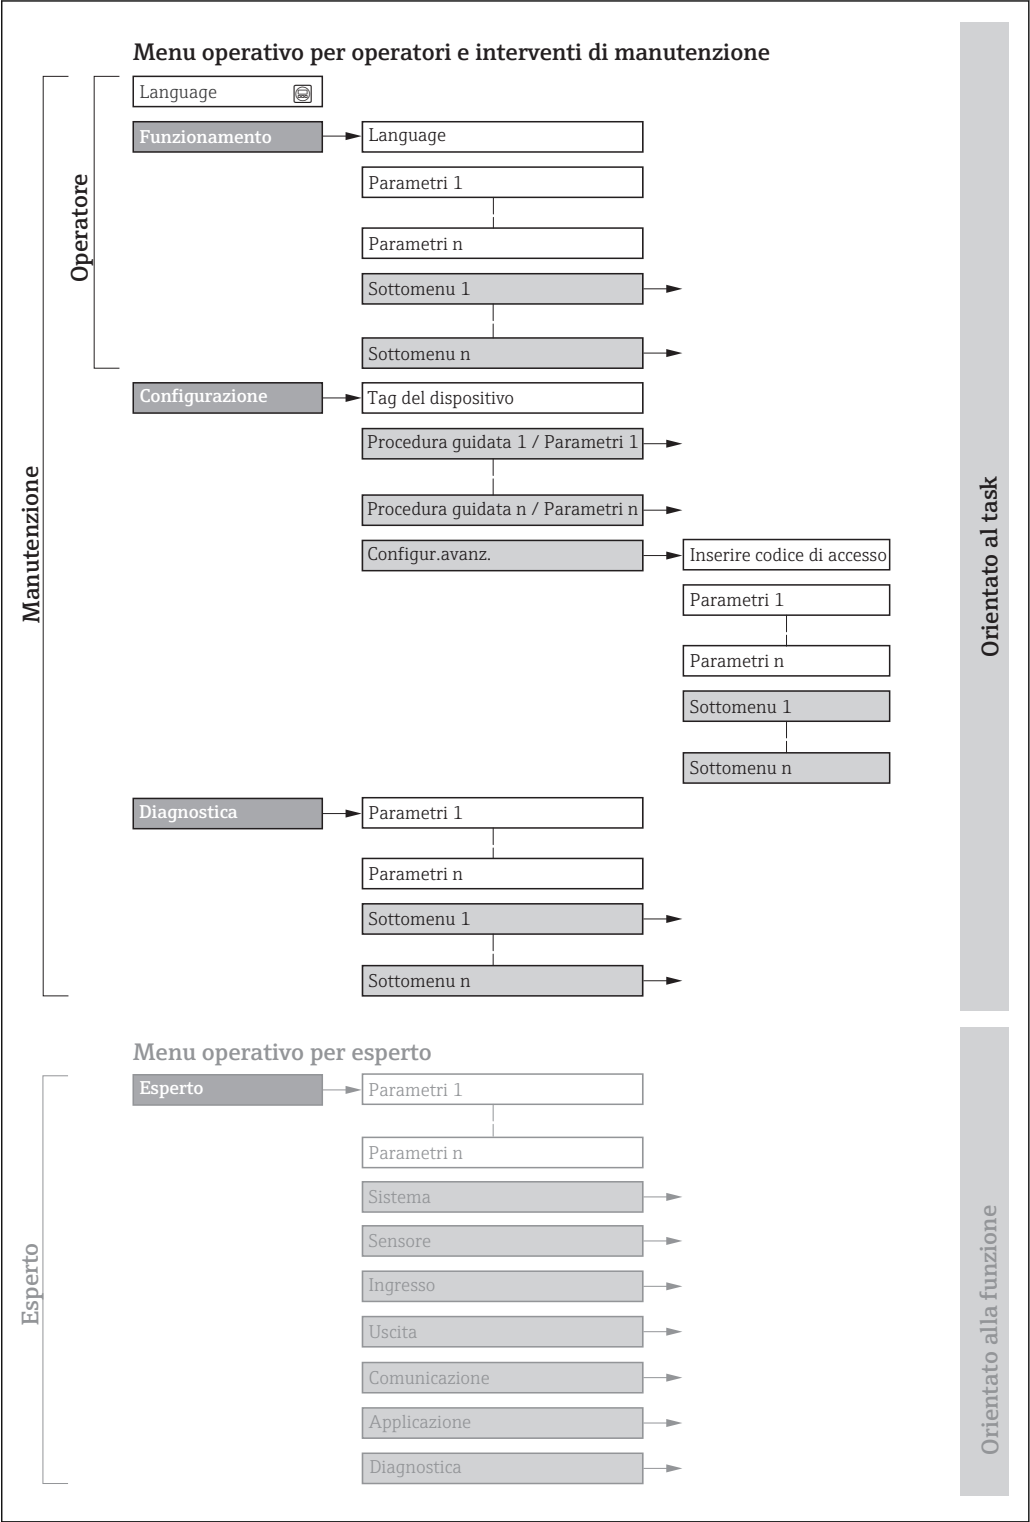 Menu operativo per operatori e interventi di manutenzione
Manutenzione
Operatore
Language
Funzionamento
Language
Parametri 1
Parametri n
Sottomenu 1
Sottomenu n
Configurazione
Tag del dispositivo
Procedura guidata 1 / Parametri 1
Procedura guidata n / Parametri n
Configur.avanz.
Inserire codice di accesso
Parametri 1
Parametri n
Sottomenu 1
Sottomenu n
Diagnostica
Parametri 1
Parametri n
Sottomenu 1
Sottomenu n
Orientato al task
Menu operativo per esperto
Esperto
Esperto
Parametri 1
Parametri n
Sistema
Sensore
Ingresso
Uscita
Comunicazione
Applicazione
Diagnostica
Orientato alla funzione